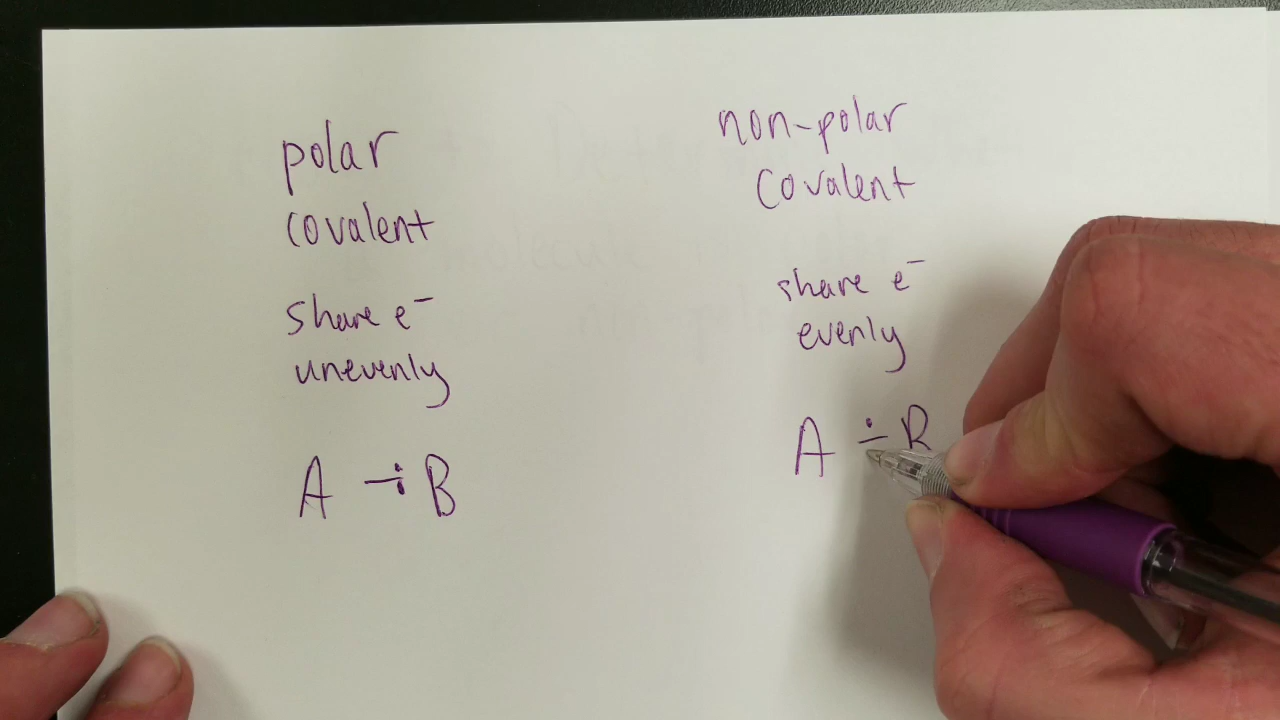 polar
covalent
share e⁻
unevenly
A ÷ B
non-polar
covalent
share e⁻
evenly
A ÷ B